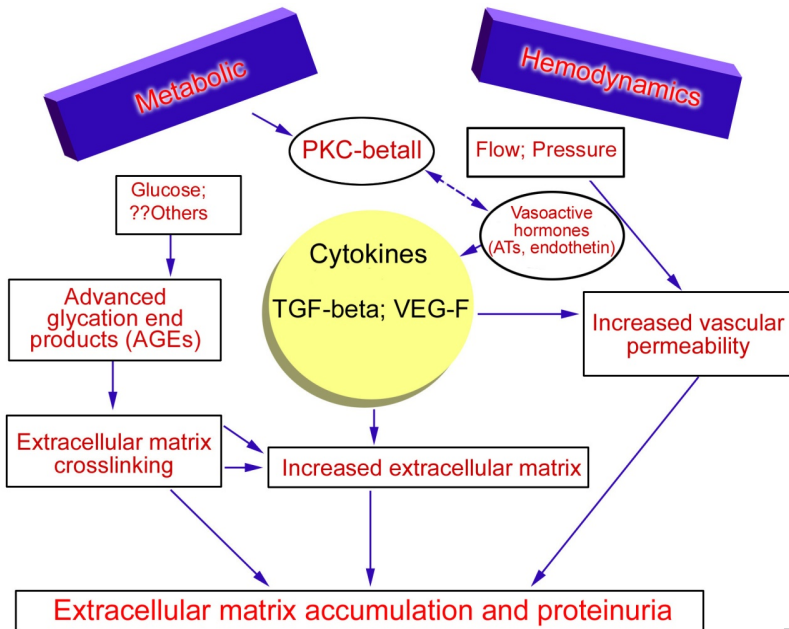 Metabolic
Hemodynamics
PKC-betaII
Flow; Pressure
Glucose;
??Others
Vasoactive
hormones
(ATs, endothetin)
Cytokines
TGF-beta; VEG-F
Advanced
glycation end
products (AGEs)
Increased vascular
permeability
Extracellular matrix
crosslinking
Increased extracellular matrix
Extracellular matrix accumulation and proteinuria